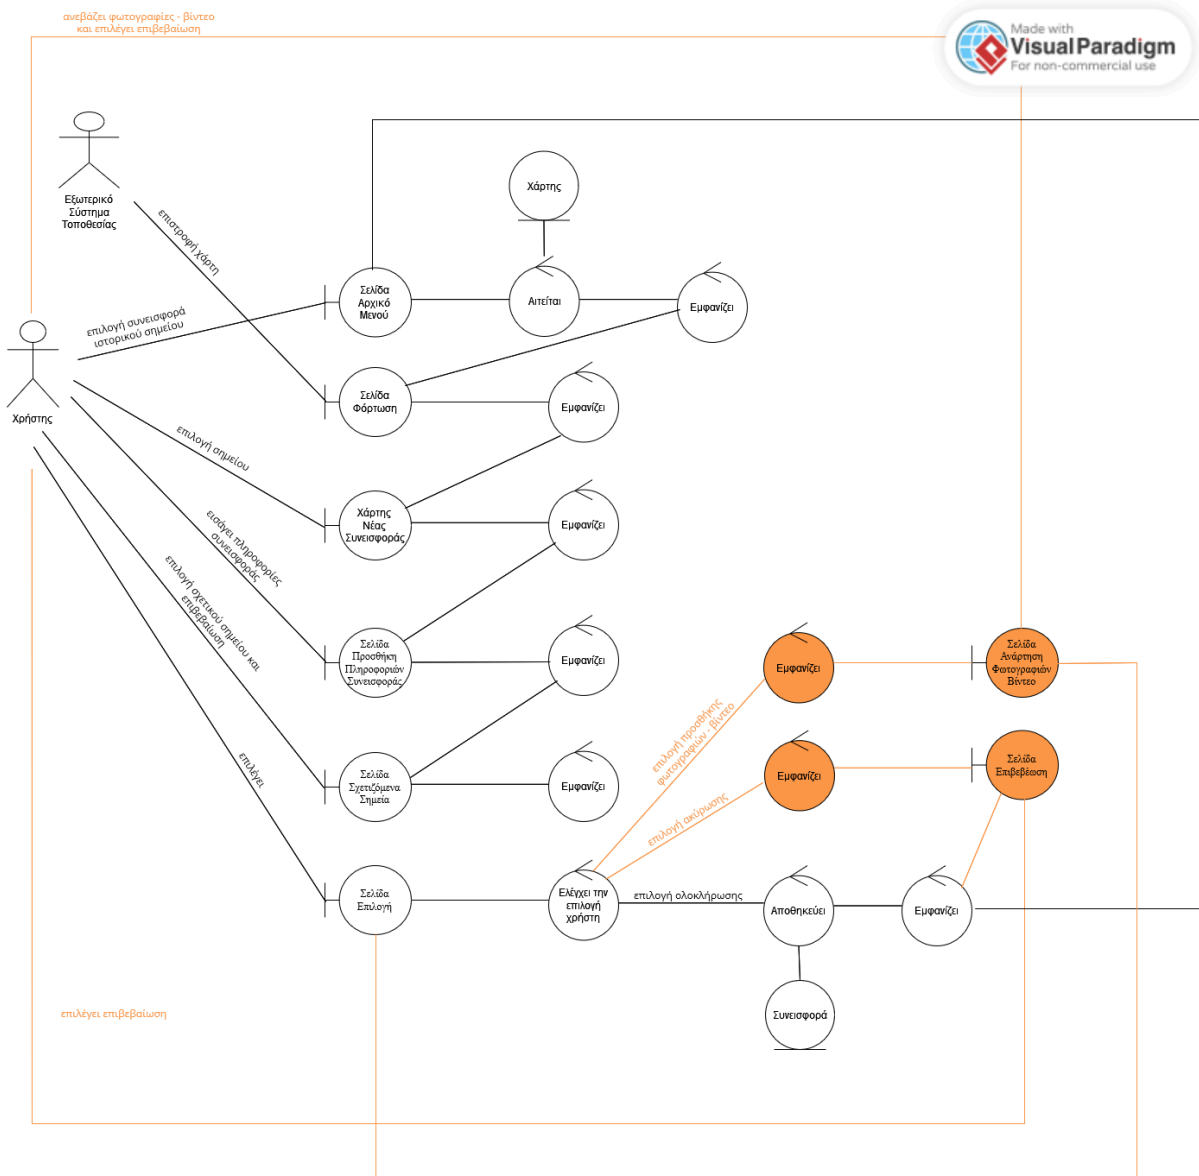 ανεβάζει φωτογραφίες - βίντεο
και επιλέγει επιβεβαίωση
Made with
Visual Paradigm
For non-commercial use
Εξωτερικό
Σύστημα
Τοποθεσίας
επιστροφή χάρτη
Χάρτης
Σελίδα
Αρχικό
Μενού
Αιτείται
Εμφανίζει
επιλογή συνεισφορά
ιστορικού σημείου
Χρήστης
Σελίδα
Φόρτωση
Εμφανίζει
επιλογή σημείου
Χάρτης
Νέας
Συνεισφοράς
Εμφανίζει
εισάγει πληροφορίες
συνεισφοράς
επιλογή σχετικού σημείου και
επιβεβαίωση
Σελίδα
Προσθήκη
Πληροφοριών
Συνεισφοράς
Εμφανίζει
Εμφανίζει
Σελίδα
Ανάρτηση
Φωτογραφιών
Βίντεο
επιλογή προσθήκης
φωτογραφιών - βίντεο
επιλέγει
Σελίδα
Σχετιζόμενα
Σημεία
Εμφανίζει
Εμφανίζει
Σελίδα
Επιβεβέωση
επιλογή ακύρωσης
Σελίδα
Επιλογή
Ελέγχει την
επιλογή
χρήστη
επιλογή ολοκλήρωσης
Αποθηκεύει
Εμφανίζει
Συνεισφορά
επιλέγει επιβεβαίωση